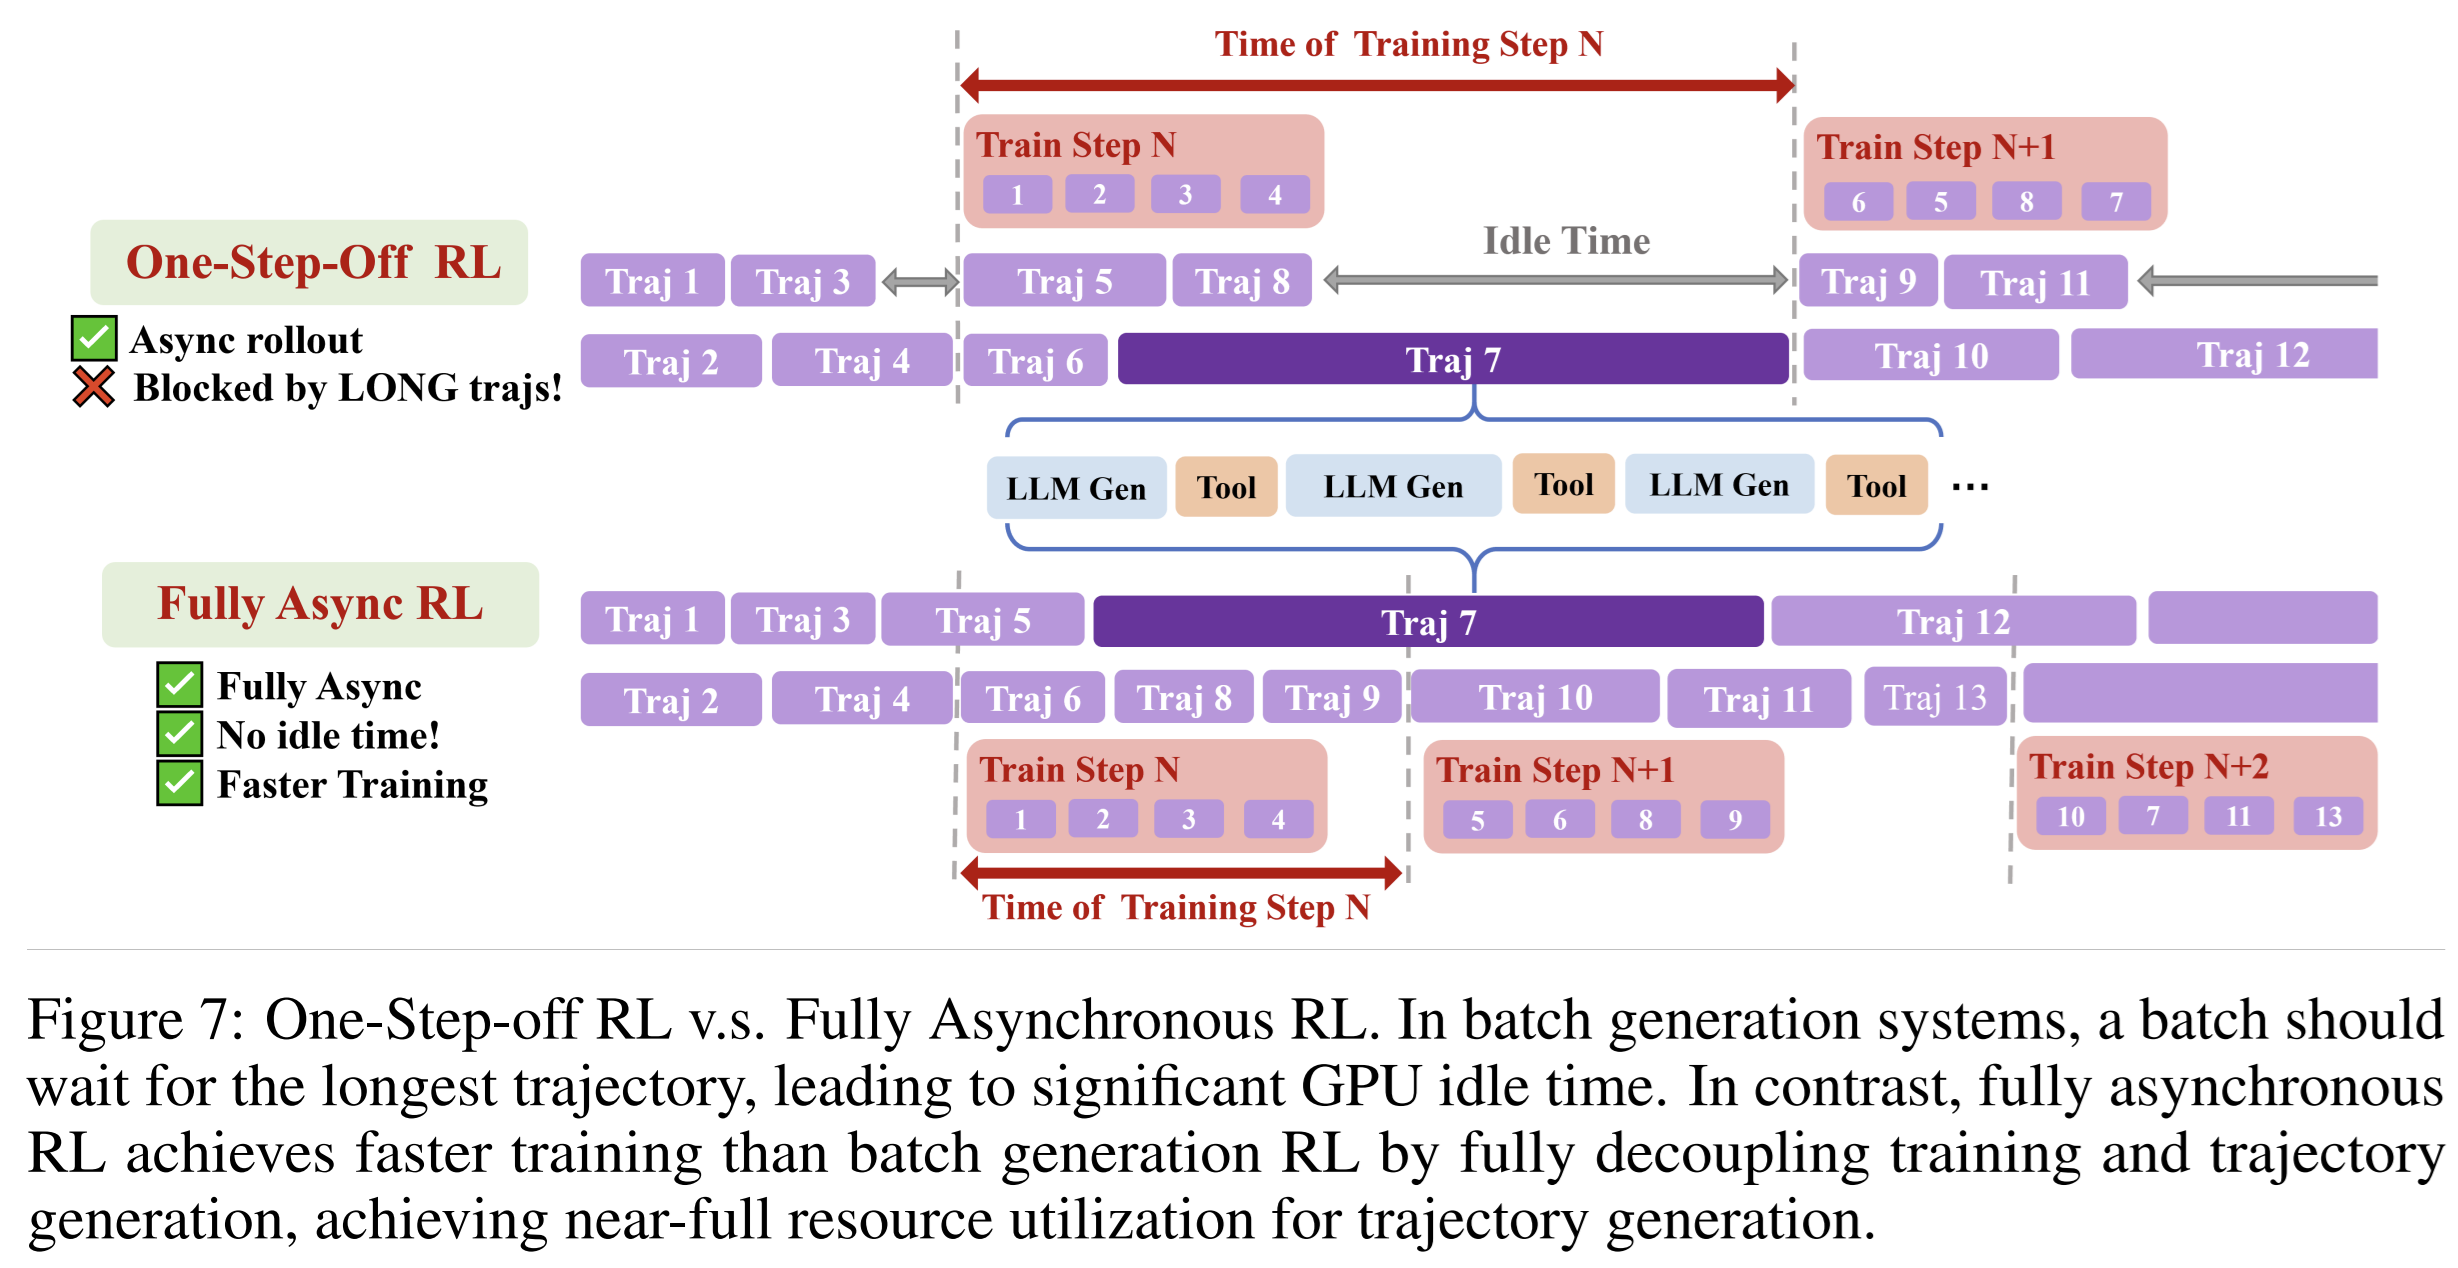 Time of Training Step N
Train Step N
1 2 3 4
Train Step N+1
6 5 8 7
One-Step-Off RL
Async rollout
Blocked by LONG trajs!
Idle Time
Traj 1 Traj 3 Traj 5 Traj 8 Traj 9 Traj 11
Traj 2 Traj 4 Traj 6 Traj 7 Traj 10 Traj 12
LLM Gen Tool LLM Gen Tool LLM Gen Tool ...
Fully Async RL
Fully Async
No idle time!
Faster Training
Traj 1 Traj 3 Traj 5 Traj 7 Traj 12
Traj 2 Traj 4 Traj 6 Traj 8 Traj 9 Traj 10 Traj 11 Traj 13
Train Step N
1 2 3 4
Train Step N+1
5 6 8 9
Train Step N+2
10 7 11 13
Time of Training Step N
Figure 7: One-Step-off RL v.s. Fully Asynchronous RL. In batch generation systems, a batch should
wait for the longest trajectory, leading to significant GPU idle time. In contrast, fully asynchronous
RL achieves faster training than batch generation RL by fully decoupling training and trajectory
generation, achieving near-full resource utilization for trajectory generation.